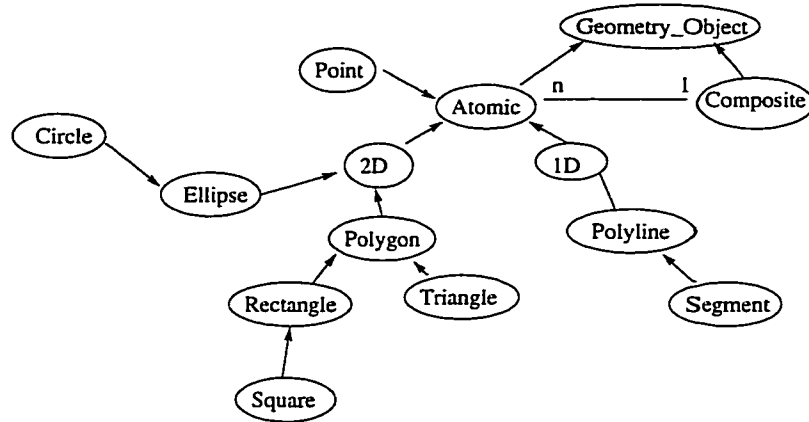 Geometry_Object
Point
n
1
Atomic
Composite
Circle
2D
1D
Ellipse
Polygon
Polyline
Rectangle
Triangle
Segment
Square